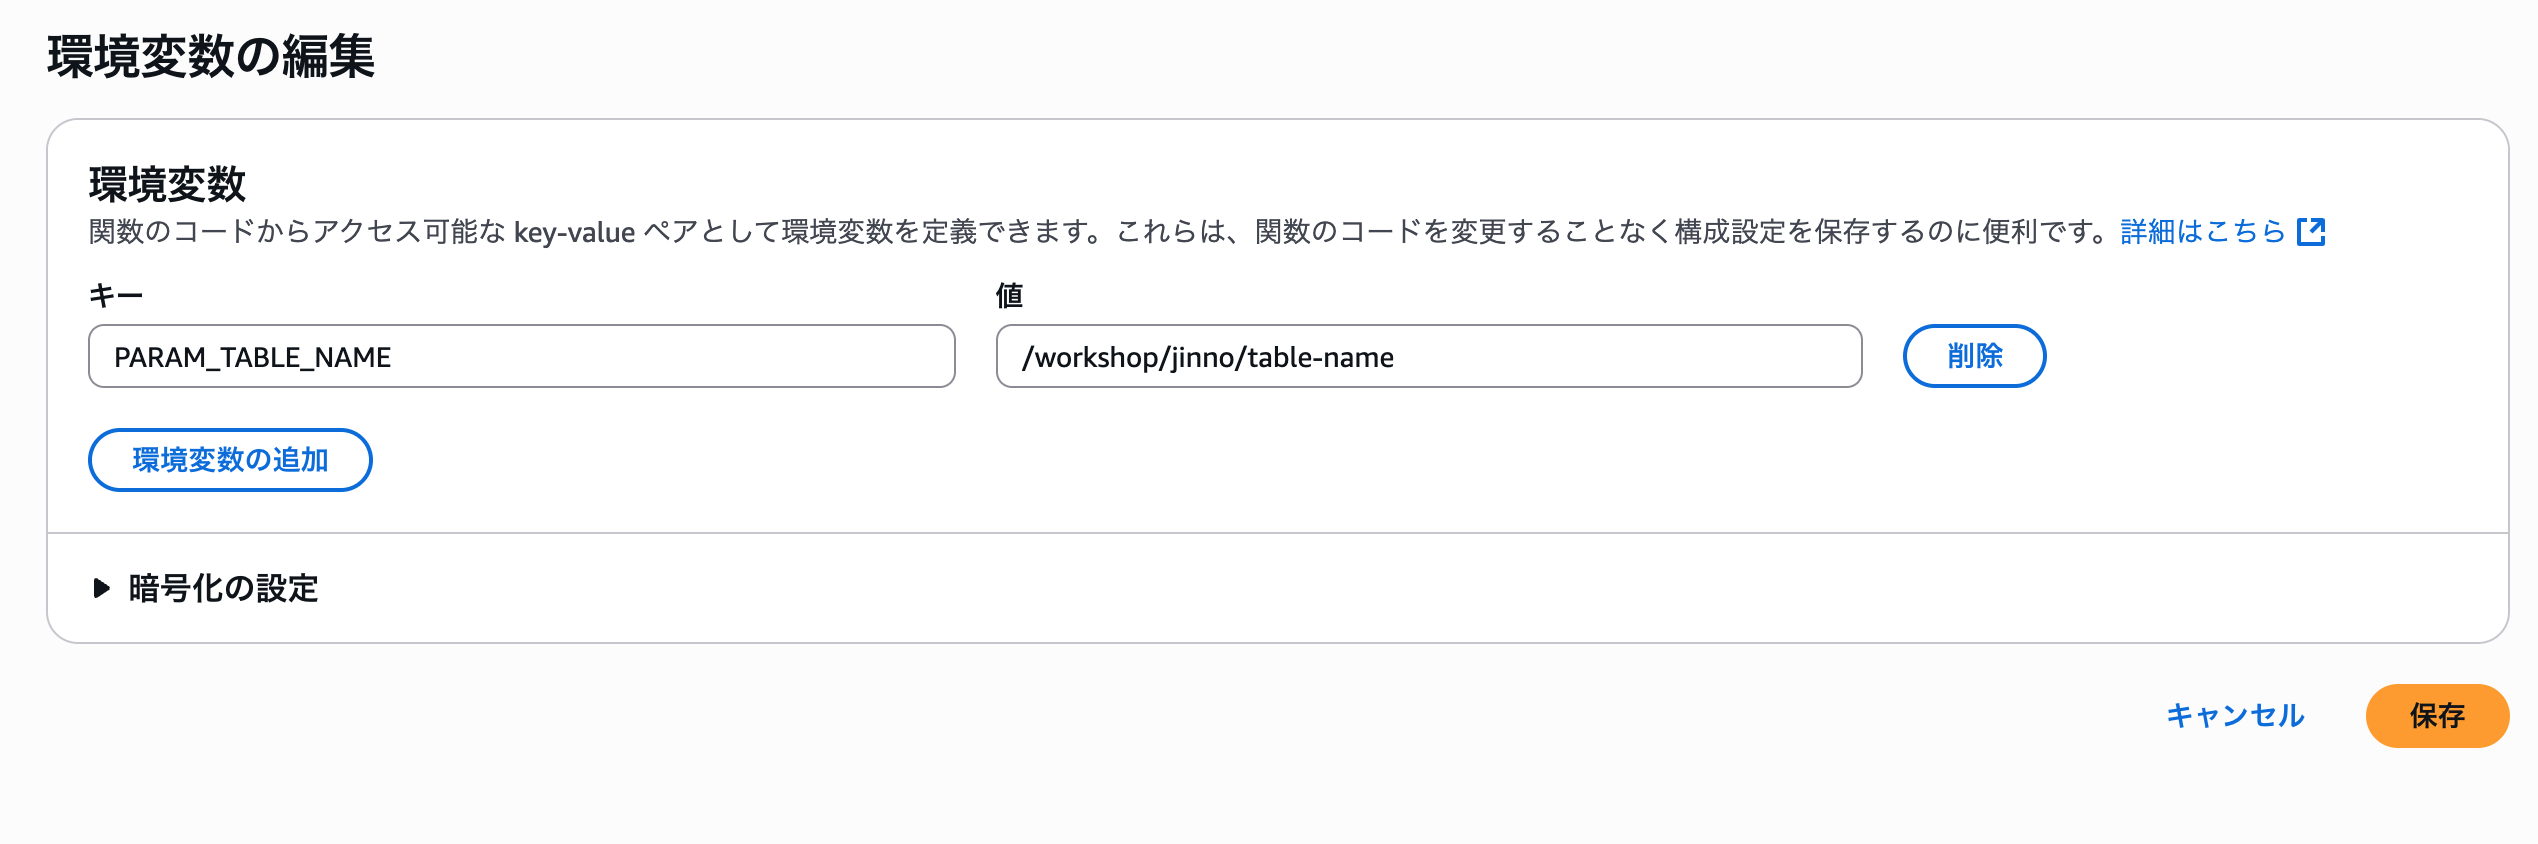 環境変数の編集
環境変数
関数のコードからアクセス可能な key-value ペアとして環境変数を定義できます。これらは、関数のコードを変更することなく構成設定を保存するのに便利です。詳細はこちら
キー 値
PARAM_TABLE_NAME /workshop/jinno/table-name 削除
環境変数の追加
暗号化の設定
キャンセル 保存